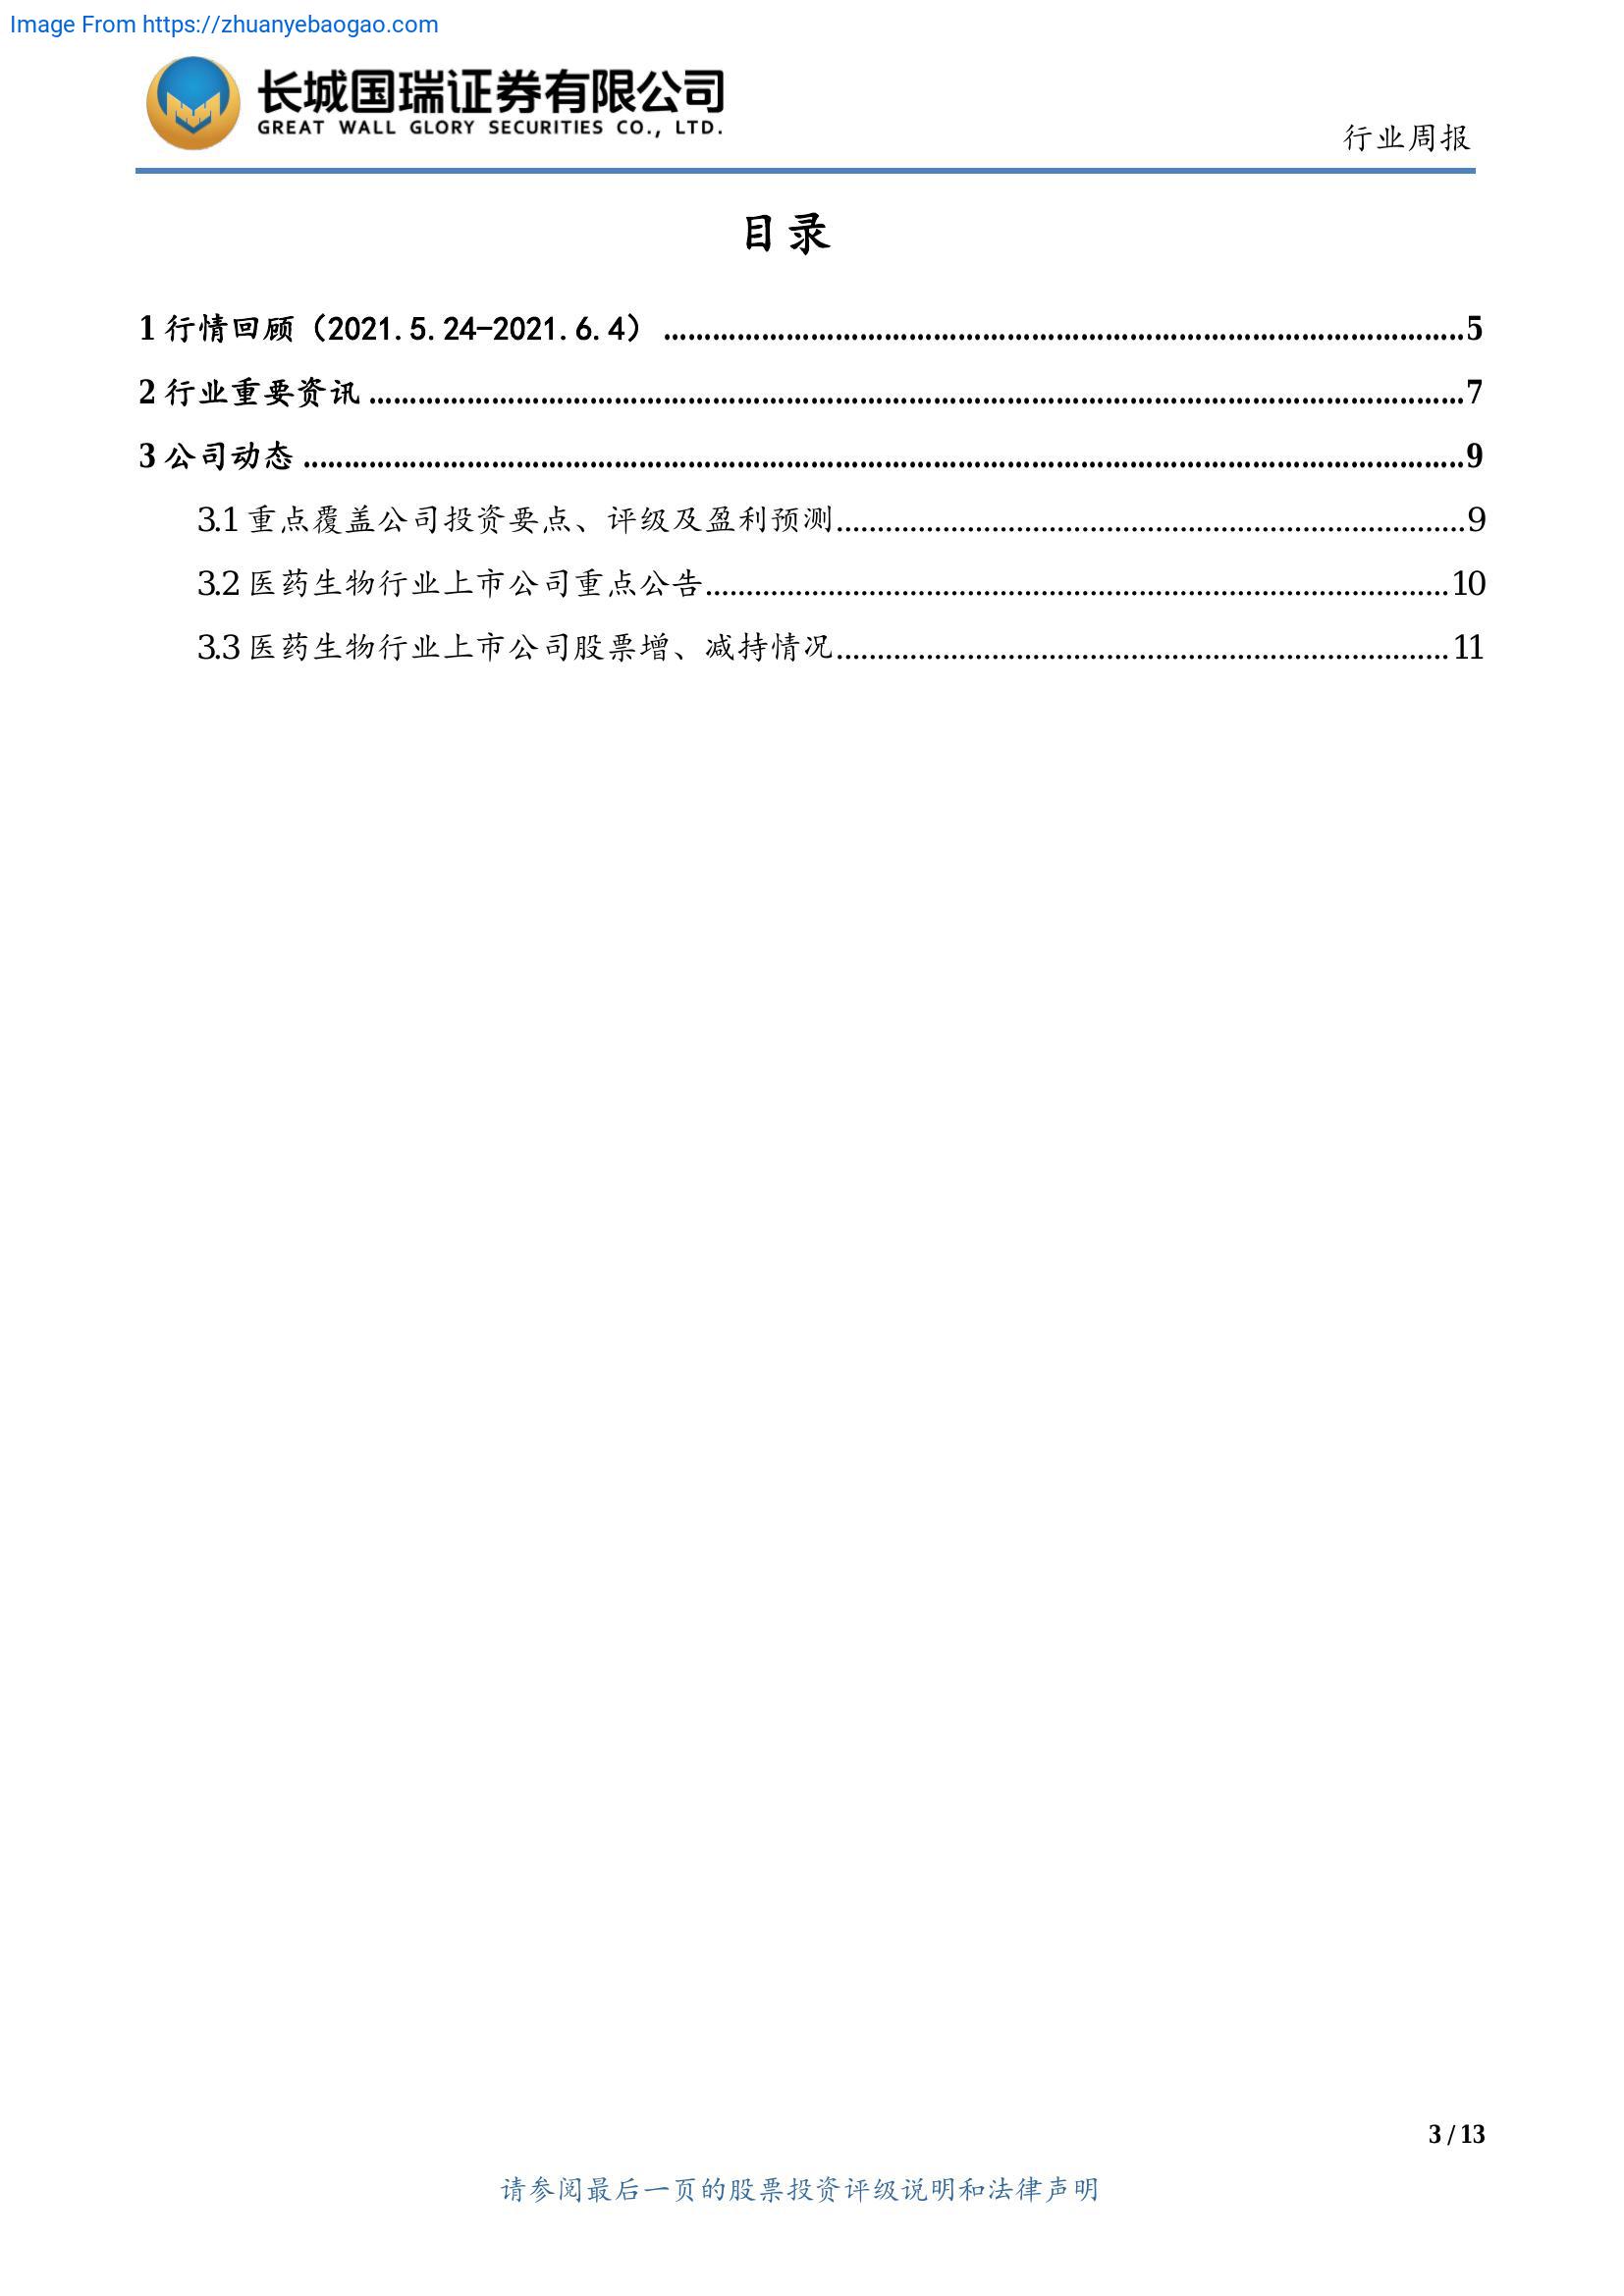 Image From https://zhuanyebaogao.com
长城国瑞证券有限公司
GREAT WALL GLORY SECURITIES CO., LTD.
行业周报
目录
1 行情回顾（2021.5.24-2021.6.4） ........................................ 5
2 行业重要资讯 ........................................ 7
3 公司动态 ........................................ 9
3.1 重点覆盖公司投资要点、评级及盈利预测 ........................................ 9
3.2 医药生物行业上市公司重点公告 ........................................ 10
3.3 医药生物行业上市公司股票增、减持情况 ........................................ 11
3 / 13
请参阅最后一页的股票投资评级说明和法律声明